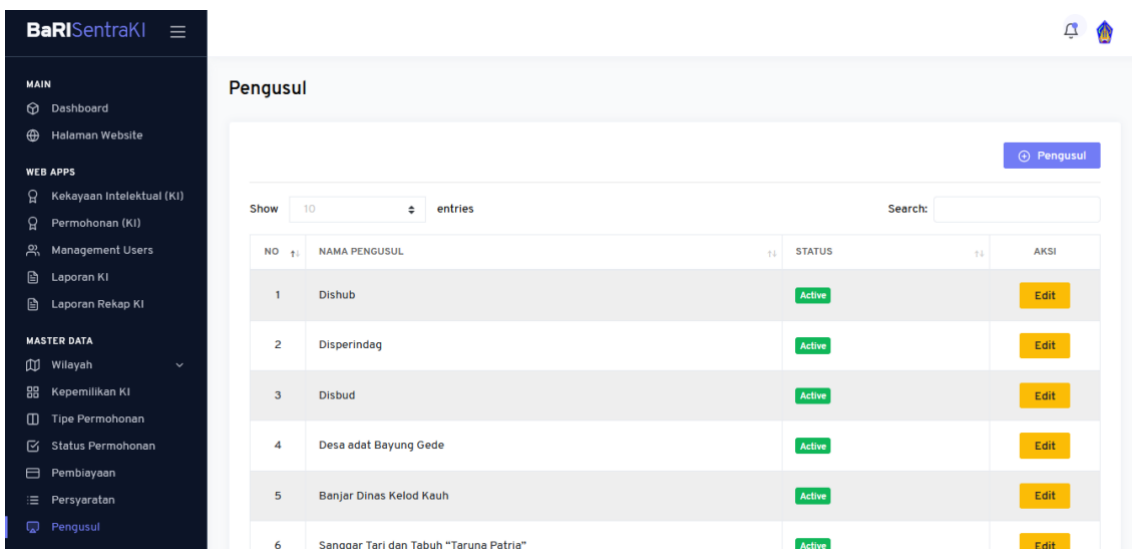 BaRISentraKI
MAIN
Dashboard
Halaman Website
WEB APPS
Kekayaan Intelektual (KI)
Permohonan (KI)
Management Users
Laporan KI
Laporan Rekap KI
MASTER DATA
Wilayah
Kepemilikan KI
Tipe Permohonan
Status Permohonan
Pembiayaan
Persyaratan
Pengusul
Pengusul
Pengusul
Show 10 entries Search:
NO NAMA PENGUSUL STATUS AKSI
1 Dishub Active Edit
2 Disperindag Active Edit
3 Disbud Active Edit
4 Desa adat Bayung Gede Active Edit
5 Banjar Dinas Kelod Kauh Active Edit
6 Sanggar Tari dan Tabuh “Taruna Patria” Active Edit